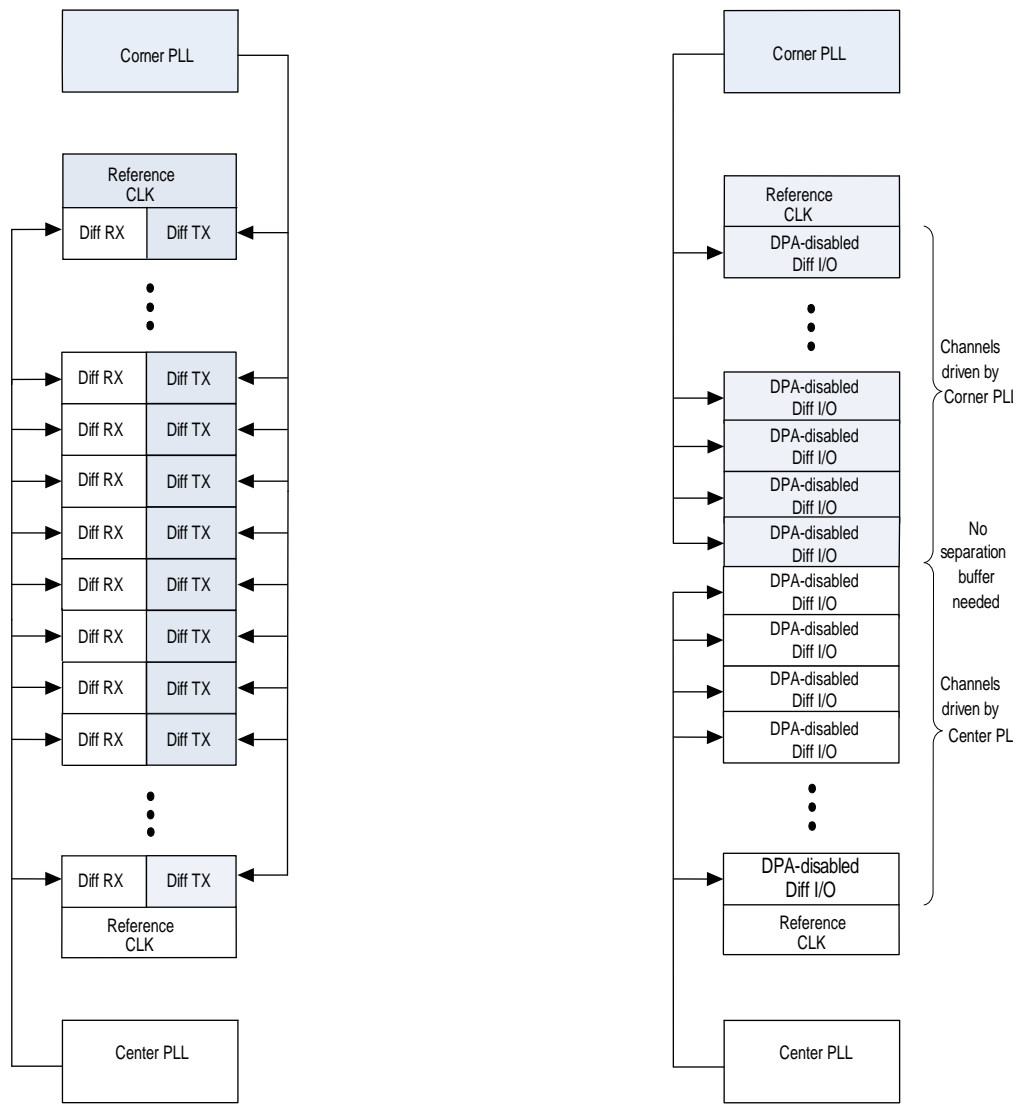 Corner PLL
Reference
CLK
Diff RX Diff TX
Diff RX Diff TX
Diff RX Diff TX
Diff RX Diff TX
Diff RX Diff TX
Diff RX Diff TX
Diff RX Diff TX
Diff RX Diff TX
Diff RX Diff TX
Diff RX Diff TX
Reference
CLK
Center PLL
Corner PLL
Reference
CLK
DPA-disabled
Diff I/O
DPA-disabled
Diff I/O
DPA-disabled
Diff I/O
DPA-disabled
Diff I/O
DPA-disabled
Diff I/O
DPA-disabled
Diff I/O
DPA-disabled
Diff I/O
DPA-disabled
Diff I/O
DPA-disabled
Diff I/O
DPA-disabled
Diff I/O
Reference
CLK
Center PLL
Channels
driven by
Corner PLL
No
separation
buffer
needed
Channels
driven by
Center PL